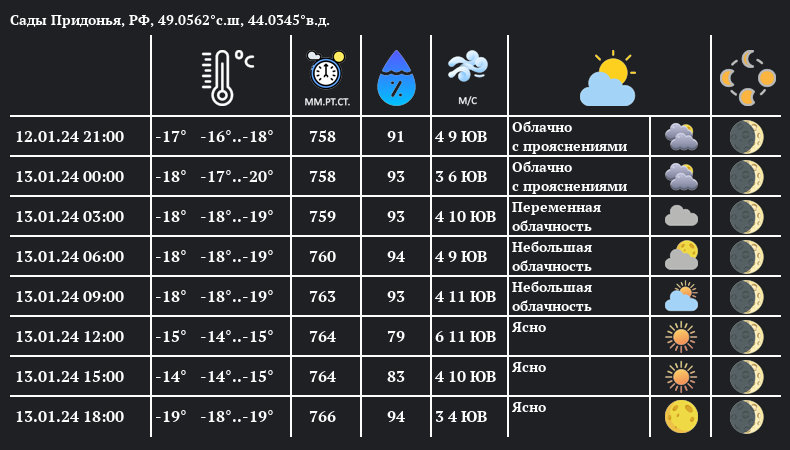 Сады Придонья, РФ, 49.0562°с.ш, 44.0345°в.д.
°c
%
ММ.РТ.СТ.
М/С
12.01.24 21:00 -17° -16°..-18° 758 91 4 9 ЮВ Облачно
с прояснениями
13.01.24 00:00 -18° -17°..-20° 758 93 3 6 ЮВ Облачно
с прояснениями
13.01.24 03:00 -18° -18°..-19° 759 93 4 10 ЮВ Переменная
облачность
13.01.24 06:00 -18° -18°..-19° 760 94 4 9 ЮВ Небольшая
облачность
13.01.24 09:00 -18° -18°..-19° 763 93 4 11 ЮВ Небольшая
облачность
13.01.24 12:00 -15° -14°..-15° 764 79 6 11 ЮВ Ясно
13.01.24 15:00 -14° -14°..-15° 764 83 4 10 ЮВ Ясно
13.01.24 18:00 -19° -18°..-19° 766 94 3 4 ЮВ Ясно